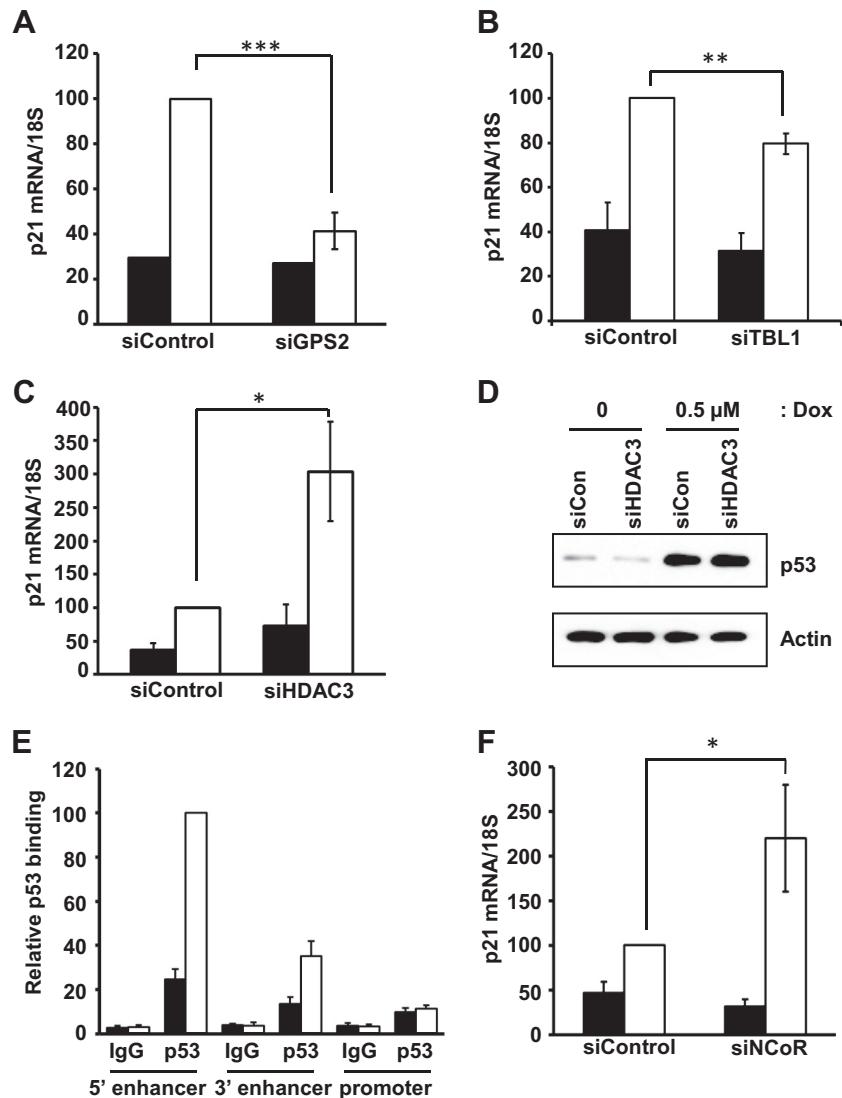 A
120
100
80
60
40
20
0
p21 mRNA/18S
***
siControl
siGPS2
B
120
100
80
60
40
20
0
p21 mRNA/18S
**
siControl
siTBL1
C
400
350
300
250
200
150
100
50
0
p21 mRNA/18S
*
siControl
siHDAC3
D
0
0.5 µM
: Dox
siCon
siHDAC3
siCon
siHDAC3
p53
Actin
E
120
100
80
60
40
20
0
Relative p53 binding
IgG p53 IgG p53 IgG p53
5’ enhancer 3’ enhancer promoter
F
300
250
200
150
100
50
0
p21 mRNA/18S
*
siControl
siNCoR